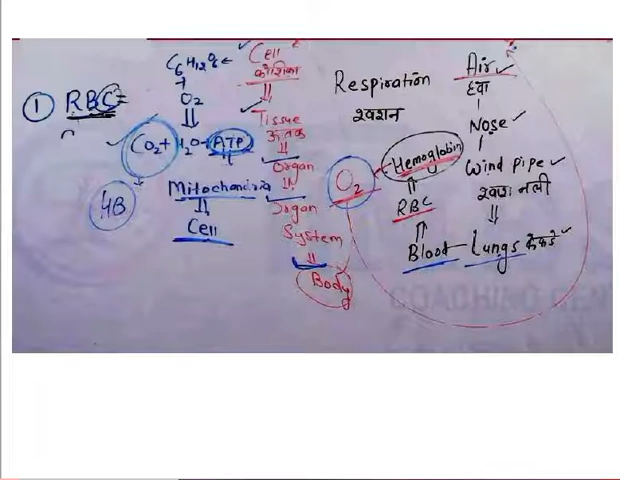 ① RBC =
C6H12O6
+
O2
⇓
CO2 + H2O + ATP
HB
↓
Mitochondria
⇓
Cell
Cell
कोशिका
⇓
Tissue
ऊतक
⇓
Organ
⇓
Organ
System
⇓
Body
Respiration
श्वशन
O2
Hemoglobin
⇑
RBC
⇑
Blood
Air
हवा
Nose
Wind pipe
श्वास नली
⇓
Lungs फेफडे
COACHING CEN